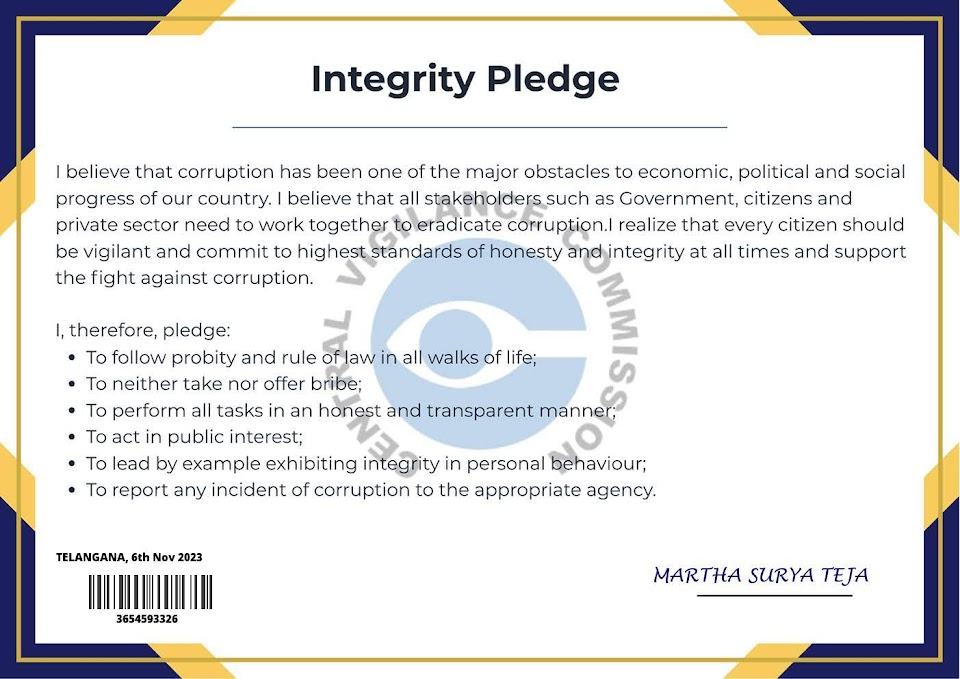 Integrity Pledge
I believe that corruption has been one of the major obstacles to economic, political and social
progress of our country. I believe that all stakeholders such as Government, citizens and
private sector need to work together to eradicate corruption.I realize that every citizen should
be vigilant and commit to highest standards of honesty and integrity at all times and support
the fight against corruption.
I, therefore, pledge:
• To follow probity and rule of law in all walks of life;
• To neither take nor offer bribe;
• To perform all tasks in an honest and transparent manner;
• To act in public interest;
• To lead by example exhibiting integrity in personal behaviour;
• To report any incident of corruption to the appropriate agency.
CENTRAL VIGILANCE COMMISSION
TELANGANA, 6th Nov 2023
3654593326
MARTHA SURYA TEJA